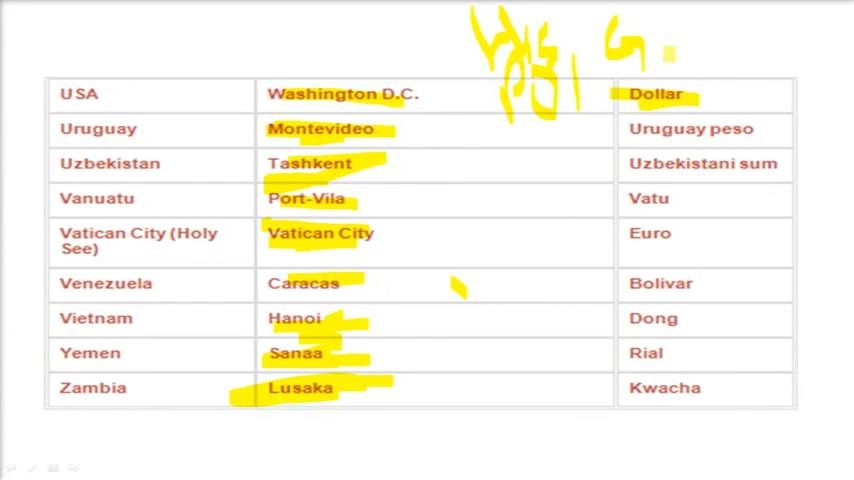 USA Washington D.C. Dollar
Uruguay Montevideo Uruguay peso
Uzbekistan Tashkent Uzbekistani sum
Vanuatu Port-Vila Vatu
Vatican City (Holy See) Vatican City Euro
Venezuela Caracas Bolivar
Vietnam Hanoi Dong
Yemen Sanaa Rial
Zambia Lusaka Kwacha